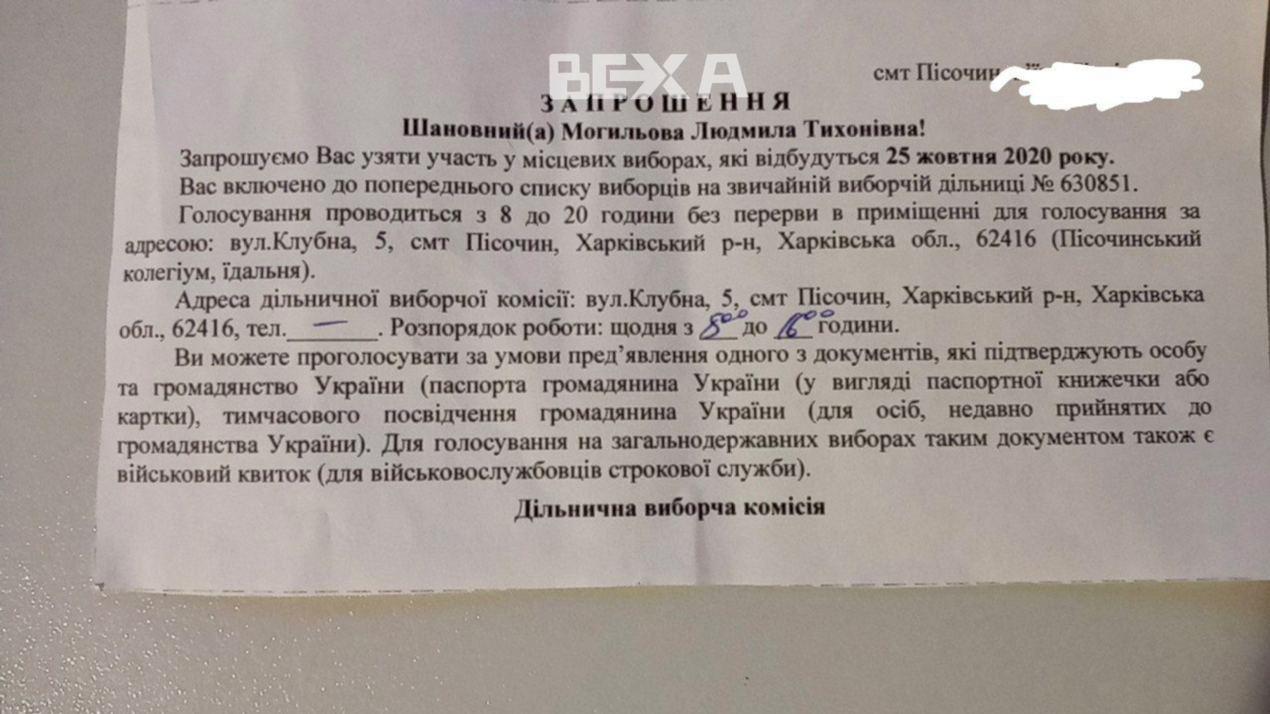 ВЕХА
смт Пісочин
ЗАПРОШЕННЯ
Шановний(а) Могильова Людмила Тихонівна!
Запрошуємо Вас узяти участь у місцевих виборах, які відбудуться 25 жовтня 2020 року.
Вас включено до попереднього списку виборців на звичайній виборчій дільниці № 630851.
Голосування проводиться з 8 до 20 години без перерви в приміщенні для голосування за
адресою: вул.Клубна, 5, смт Пісочин, Харківський р-н, Харківська обл., 62416 (Пісочинський
колегіум, їдальня).
Адреса дільничної виборчої комісії: вул.Клубна, 5, смт Пісочин, Харківський р-н, Харківська
обл., 62416, тел.________. Розпорядок роботи: щодня з 8⁰⁰ до 16⁰⁰ години.
Ви можете проголосувати за умови пред’явлення одного з документів, які підтверджують особу
та громадянство України (паспорта громадянина України (у вигляді паспортної книжечки або
картки), тимчасового посвідчення громадянина України (для осіб, недавно прийнятих до
громадянства України). Для голосування на загальнодержавних виборах таким документом також є
військовий квиток (для військовослужбовців строкової служби).
Дільнична виборча комісія